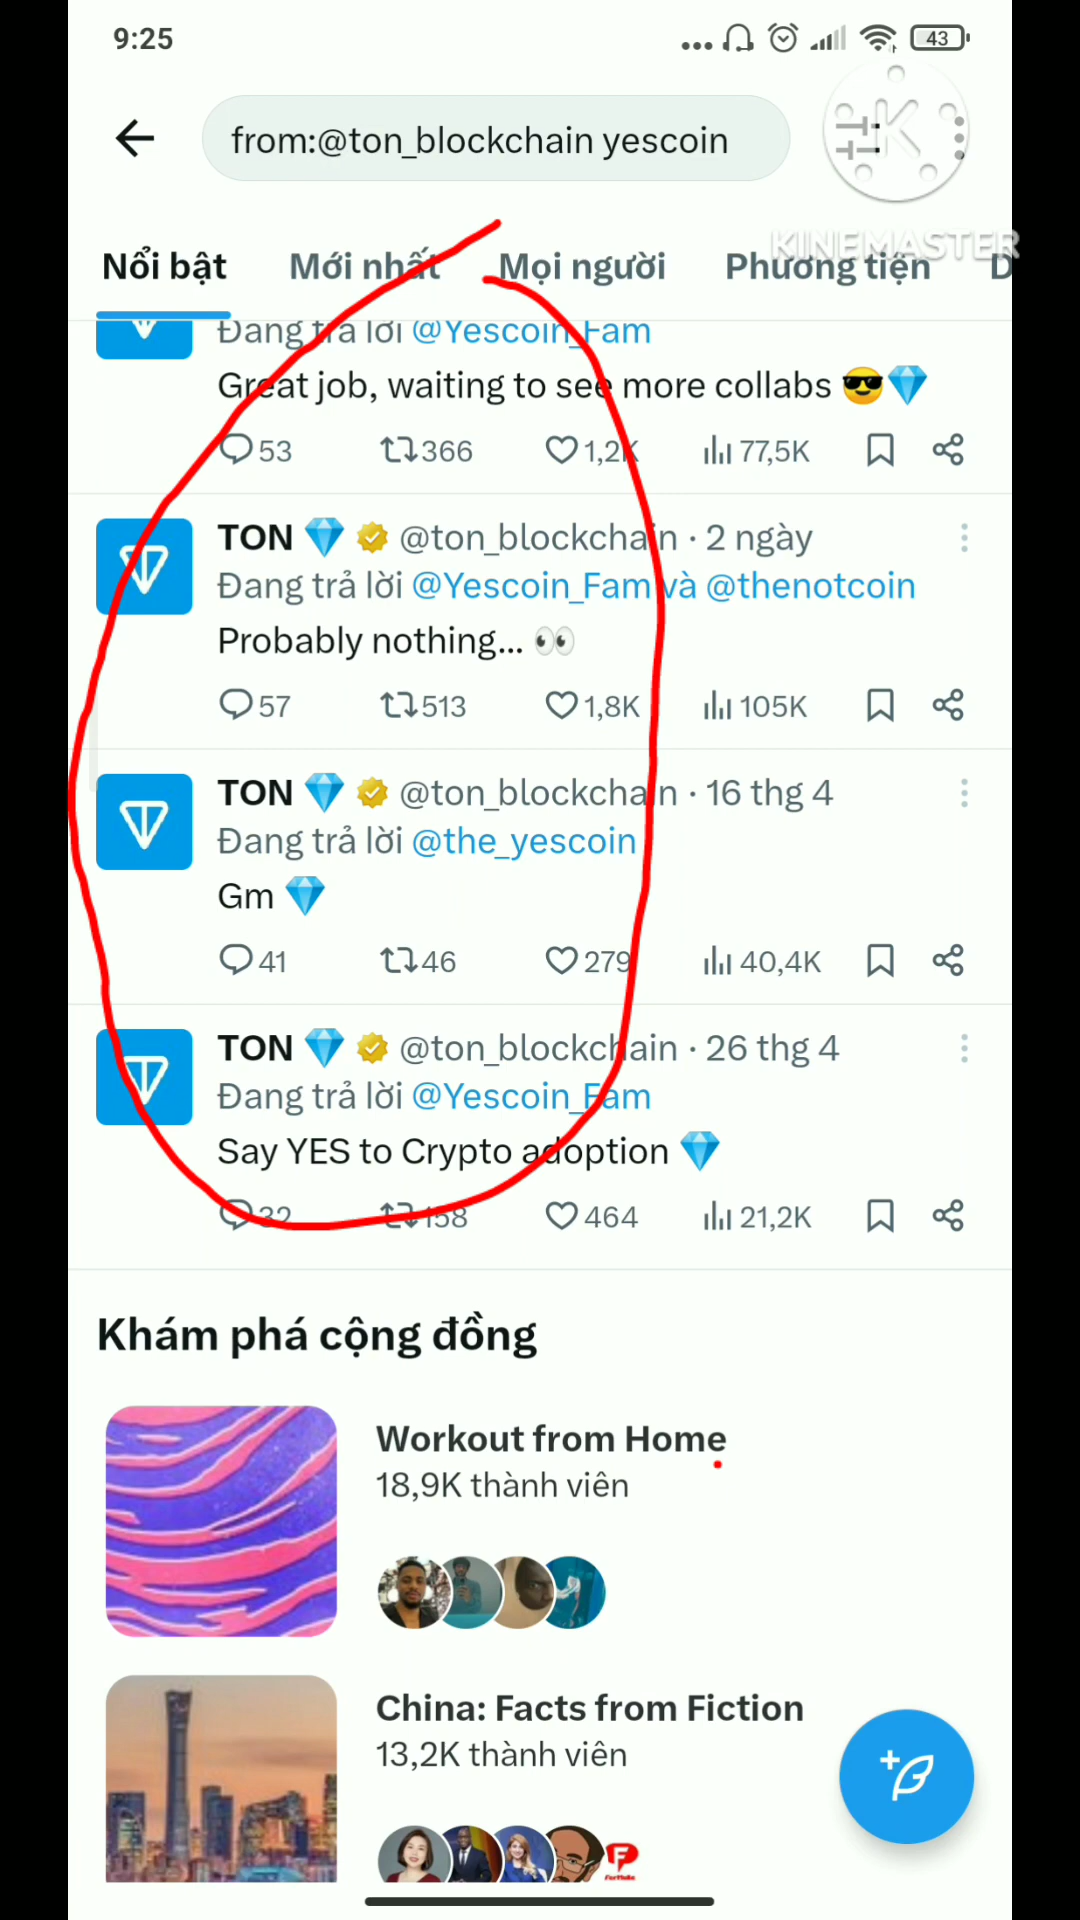 9:25
43
from:@ton_blockchain yescoin
KINEMASTER
Nổi bật Mới nhất Mọi người Phương tiện D
Đang trả lời @Yescoin_Fam
Great job, waiting to see more collabs 😎💎
53 366 1,2K 77,5K
TON 💎 @ton_blockchain · 2 ngày
Đang trả lời @Yescoin_Fam và @thenotcoin
Probably nothing... 👀
57 513 1,8K 105K
TON 💎 @ton_blockchain · 16 thg 4
Đang trả lời @the_yescoin
Gm 💎
41 46 279 40,4K
TON 💎 @ton_blockchain · 26 thg 4
Đang trả lời @Yescoin_Fam
Say YES to Crypto adoption 💎
32 158 464 21,2K
Khám phá cộng đồng
Workout from Home
18,9K thành viên
China: Facts from Fiction
13,2K thành viên